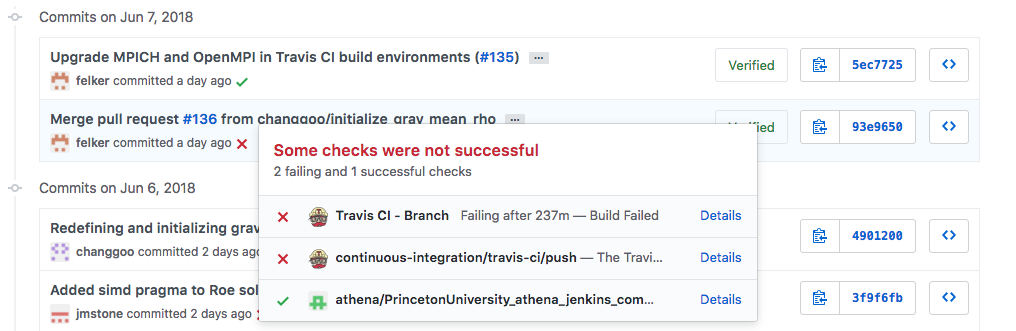 Commits on Jun 7, 2018
Upgrade MPICH and OpenMPI in Travis CI build environments (#135) ...
Verified
5ec7725
felker committed a day ago
Merge pull request #136 from changgoo/initialize_grav_mean_rho ...
Verified
93e9650
felker committed a day ago
Some checks were not successful
2 failing and 1 successful checks
Commits on Jun 6, 2018
Travis CI - Branch Failing after 237m — Build Failed Details
Redefining and initializing grav
4901200
changgoo committed 2 days ago
continuous-integration/travis-ci/push — The Travi... Details
Added simd pragma to Roe sol
3f9f6fb
athena/PrincetonUniversity_athena_jenkins_com... Details
jmstone committed 2 days ago